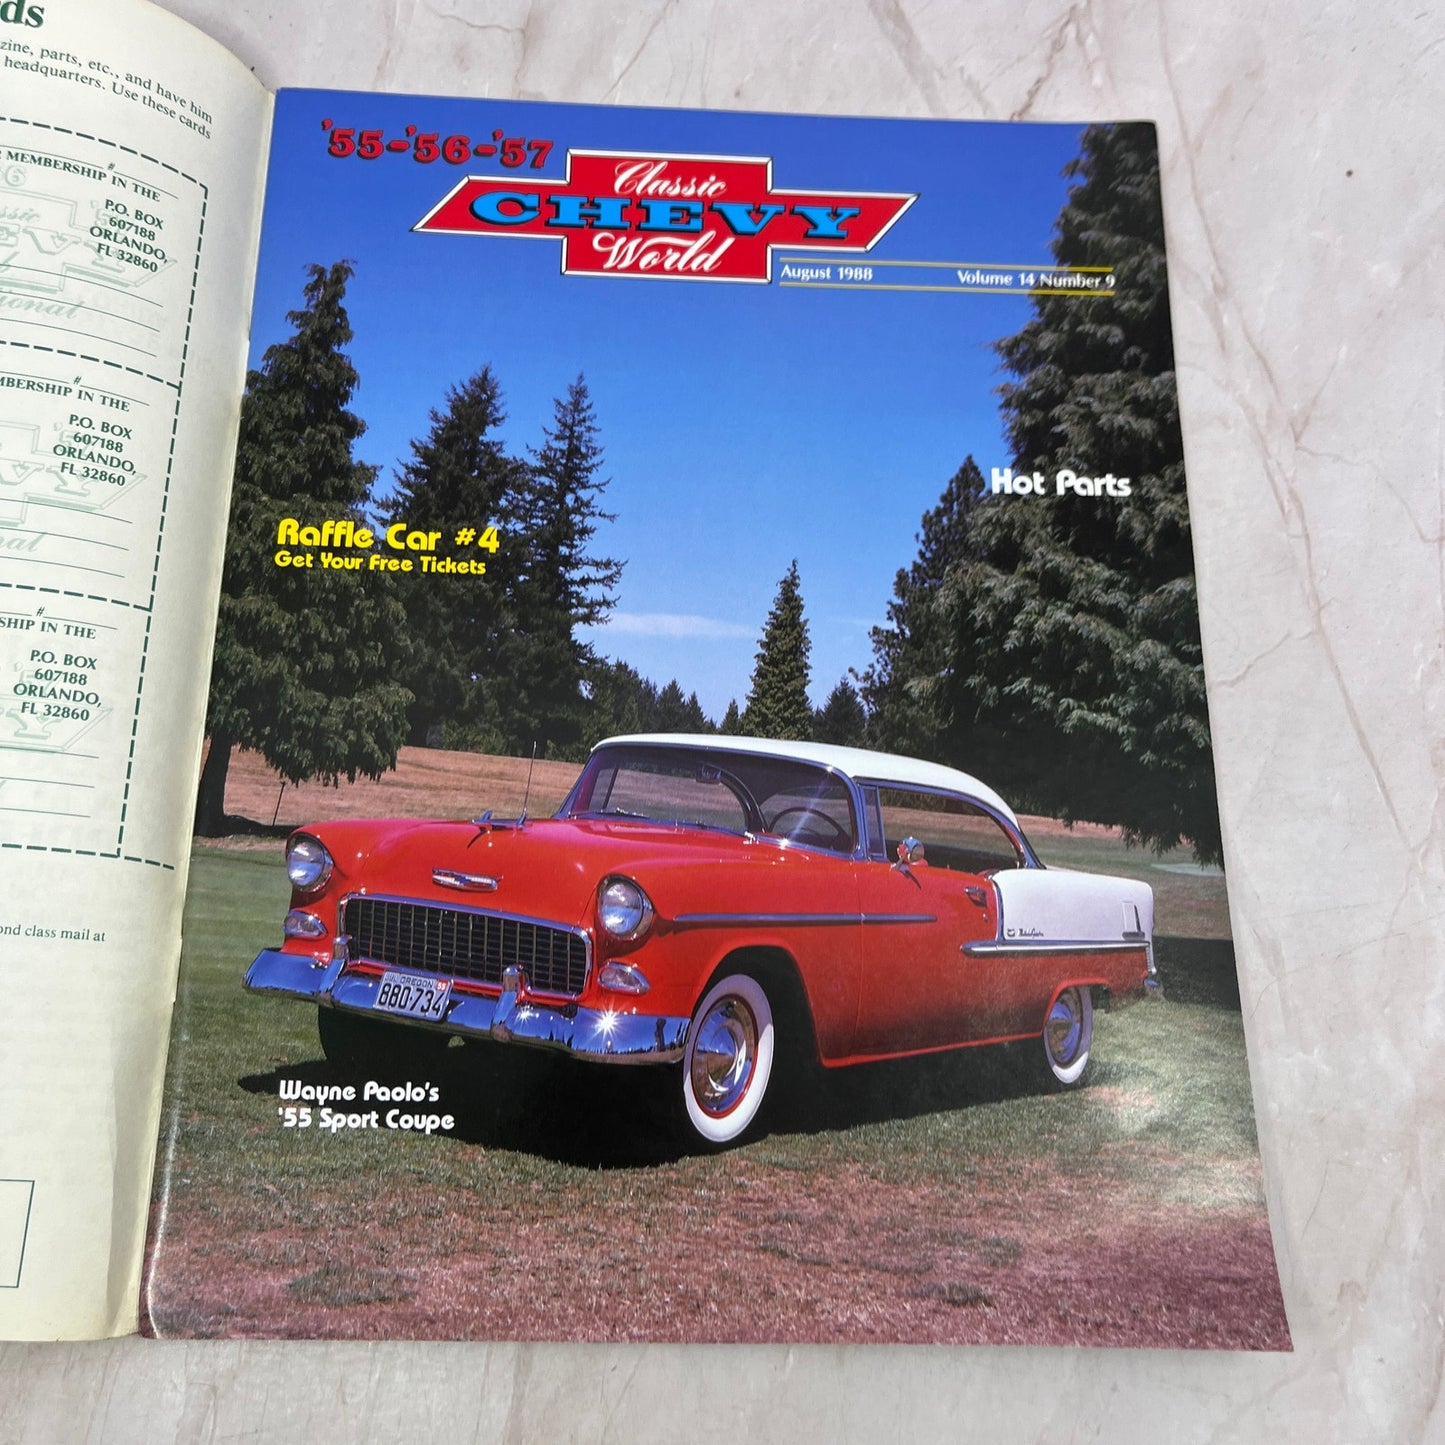 ds
zine, parts, etc., and have him
headquarters. Use these cards
MEMBERSHIP # IN THE
P.O. BOX
607188
ORLANDO,
FL 32860
MBERSHIP # IN THE
P.O. BOX
607188
ORLANDO,
FL 32860
SHIP # IN THE
P.O. BOX
607188
ORLANDO,
FL 32860
ond class mail at
'55-'56-'57
Classic
CHEVY
World
August 1988 Volume 14 Number 9
Hot Parts
Raffle Car #4
Get Your Free Tickets
OREGON
880·734
Wayne Paolo's
'55 Sport Coupe